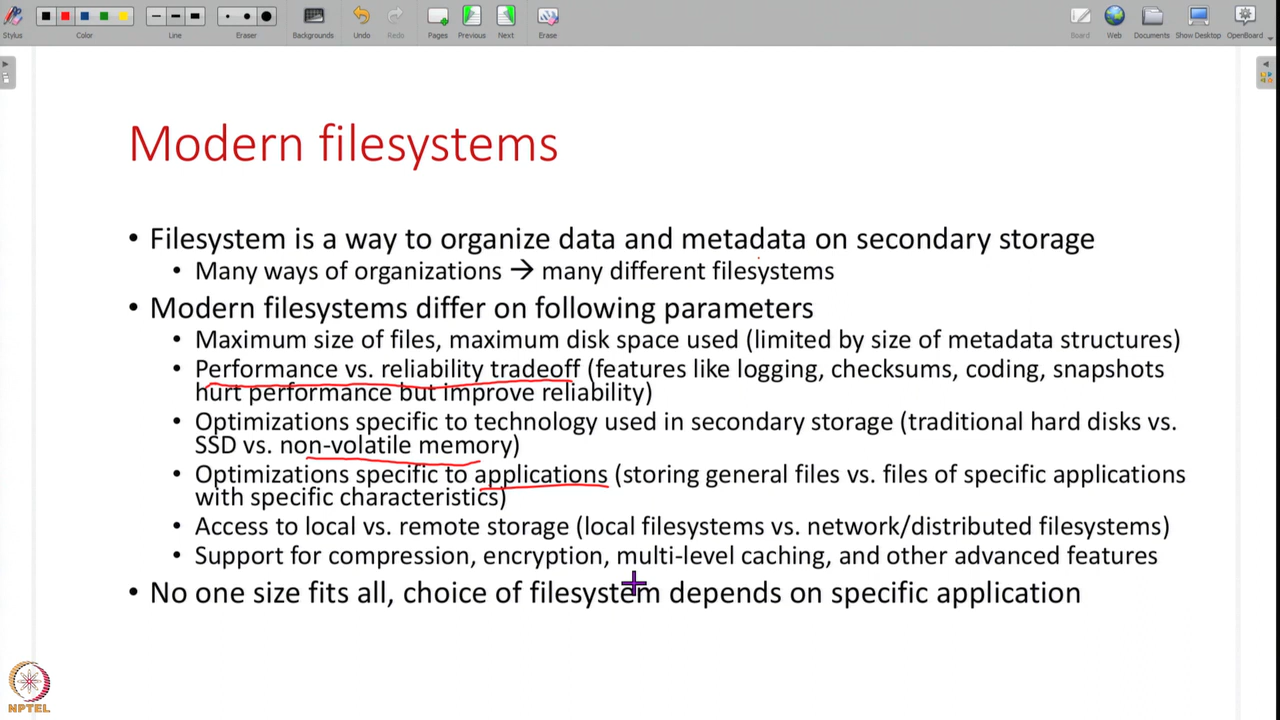 Stylus
Color
Line
Eraser
Backgrounds
Undo
Redo
Pages
Previous
Next
Erase
Board
Web
Documents
Show Desktop
OpenBoard
Modern filesystems
• Filesystem is a way to organize data and metadata on secondary storage
• Many ways of organizations → many different filesystems
• Modern filesystems differ on following parameters
• Maximum size of files, maximum disk space used (limited by size of metadata structures)
• Performance vs. reliability tradeoff (features like logging, checksums, coding, snapshots
hurt performance but improve reliability)
• Optimizations specific to technology used in secondary storage (traditional hard disks vs.
SSD vs. non-volatile memory)
• Optimizations specific to applications (storing general files vs. files of specific applications
with specific characteristics)
• Access to local vs. remote storage (local filesystems vs. network/distributed filesystems)
• Support for compression, encryption, multi-level caching, and other advanced features
• No one size fits all, choice of filesystem depends on specific application
NPTEL